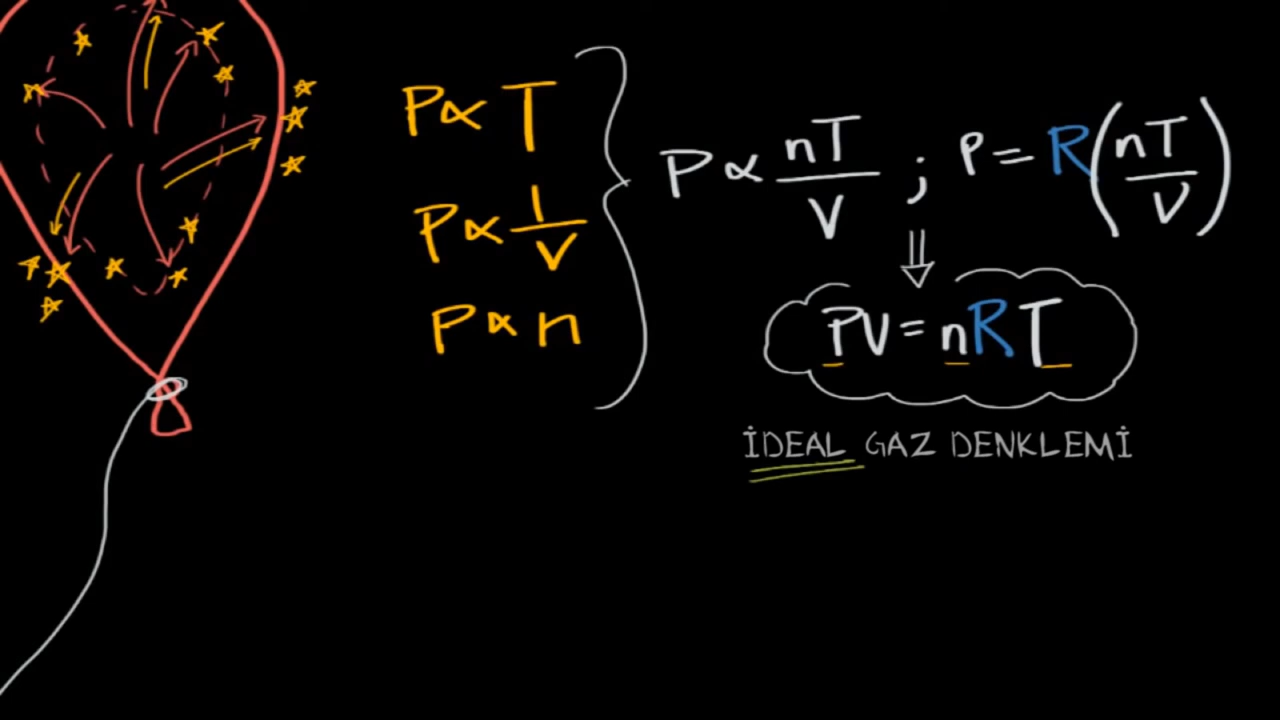 P ∝ T
P ∝ 1/V
P ∝ n
P ∝ nT/V ; P = R(nT/V)
⇓
PV = nRT
İDEAL GAZ DENKLEMİ